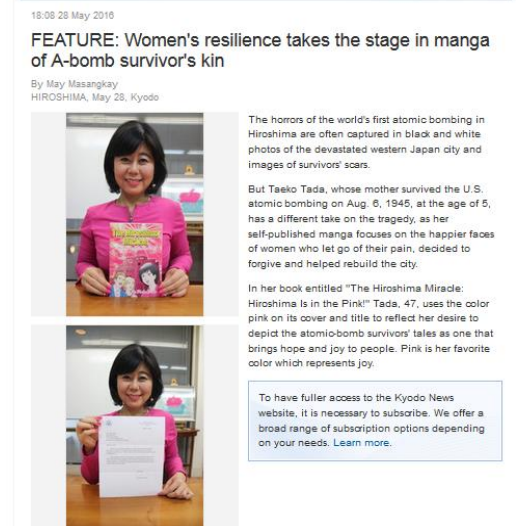 18:08 28 May 2016
FEATURE: Women's resilience takes the stage in manga
of A-bomb survivor's kin
By May Masangkay
HIROSHIMA, May 28, Kyodo
The horrors of the world's first atomic bombing in
Hiroshima are often captured in black and white
photos of the devastated western Japan city and
images of survivors' scars.
But Taeko Tada, whose mother survived the U.S.
atomic bombing on Aug. 6, 1945, at the age of 5,
has a different take on the tragedy, as her
self-published manga focuses on the happier faces
of women who let go of their pain, decided to
forgive and helped rebuild the city.
In her book entitled "The Hiroshima Miracle:
Hiroshima Is in the Pink!" Tada, 47, uses the color
pink on its cover and title to reflect her desire to
depict the atomic-bomb survivors' tales as one that
brings hope and joy to people. Pink is her favorite
color which represents joy.
To have fuller access to the Kyodo News
website, it is necessary to subscribe. We offer a
broad range of subscription options depending
on your needs. Learn more.